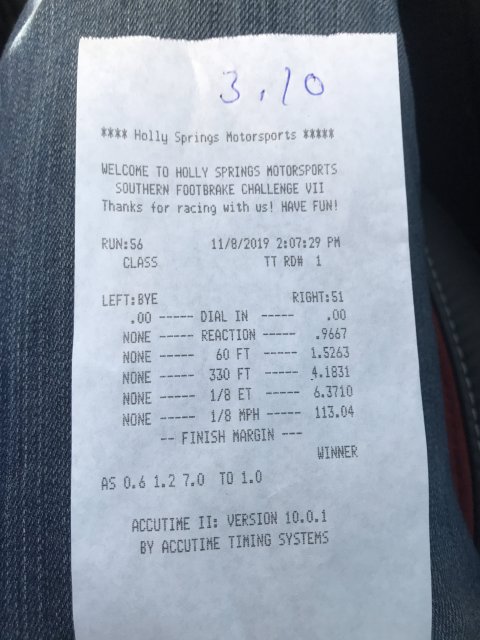 3.10
**** Holly Springs Motorsports *****
WELCOME TO HOLLY SPRINGS MOTORSPORTS
SOUTHERN FOOTBRAKE CHALLENGE VII
Thanks for racing with us! HAVE FUN!
RUN:56 11/8/2019 2:07:29 PM
CLASS TT RD# 1
LEFT:BYE RIGHT:51
.00 ----- DIAL IN ----- .00
NONE ----- REACTION ----- .9667
NONE ----- 60 FT ----- 1.5263
NONE ----- 330 FT ----- 4.1831
NONE ----- 1/8 ET ----- 6.3710
NONE ----- 1/8 MPH ----- 113.04
-- FINISH MARGIN ---
WINNER
AS 0.6 1.2 7.0 TO 1.0
ACCUTIME II: VERSION 10.0.1
BY ACCUTIME TIMING SYSTEMS